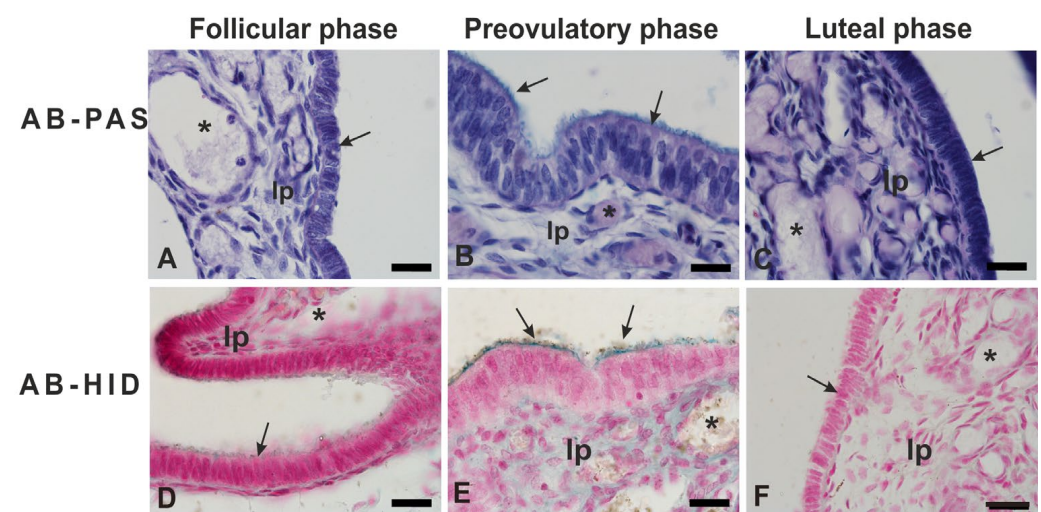 Follicular phase Preovulatory phase Luteal phase
AB-PAS
* lp A
lp * B
lp * C
AB-HID
lp * D
lp * E
* lp F